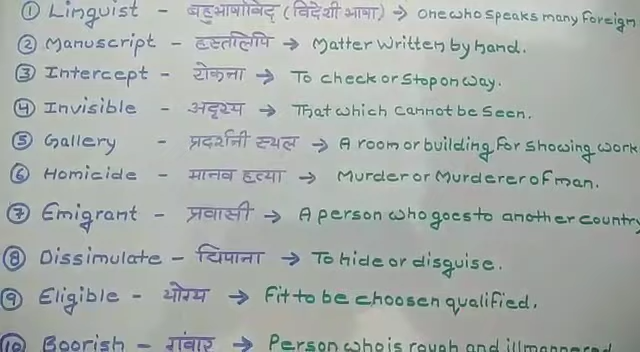 ① Linguist - बहुभाषाविद (विदेशी भाषा) → one who speaks many foreign
② Manuscript - हस्तलिपि → Matter written by hand.
③ Intercept - रोकना → To check or stop on way.
④ Invisible - अदृश्य → That which cannot be seen.
⑤ Gallery - प्रदर्शनी स्थल → A room or building for showing work
⑥ Homicide - मानव हत्या → Murder or Murderer of man.
⑦ Emigrant - प्रवासी → A person who goes to another country
⑧ Dissimulate - छिपाना → To hide or disguise.
⑨ Eligible - योग्य → Fit to be choosen qualified.
⑩ Boorish - गंवार → Person who is rough and illmannered